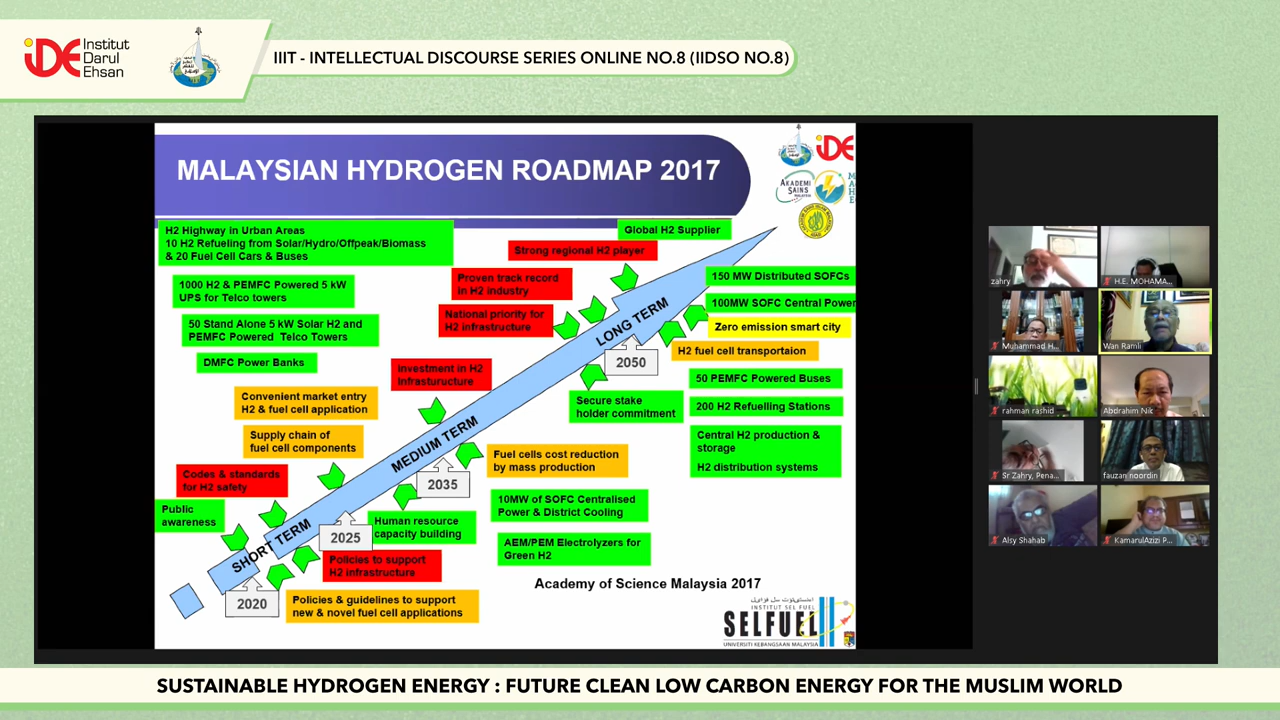 iDE Institut
Darul
Ehsan
IIIT - INTELLECTUAL DISCOURSE SERIES ONLINE NO.8 (IIDSO NO.8)
MALAYSIAN HYDROGEN ROADMAP 2017
iDE
AKADEMI
SAINS
H2 Highway in Urban Areas
10 H2 Refueling from Solar/Hydro/Offpeak/Biomass
& 20 Fuel Cell Cars & Buses
1000 H2 & PEMFC Powered 5 kW
UPS for Telco towers
50 Stand Alone 5 kW Solar H2 and
PEMFC Powered Telco Towers
DMFC Power Banks
Convenient market entry
H2 & fuel cell application
Supply chain of
fuel cell components
Codes & standards
for H2 safety
Public
awareness
Global H2 Supplier
Strong regional H2 player
Proven track record
in H2 industry
National priority for
H2 infrastructure
Investment in H2
infrasturucture
SHORT TERM
MEDIUM TERM
LONG TERM
2020
2025
2035
2050
150 MW Distributed SOFCs
100MW SOFC Central Power
Zero emission smart city
H2 fuel cell transportaion
50 PEMFC Powered Buses
200 H2 Refuelling Stations
Central H2 production &
storage
H2 distribution systems
Secure stake
holder commitment
Fuel cells cost reduction
by mass production
10MW of SOFC Centralised
Power & District Cooling
AEM/PEM Electrolyzers for
Green H2
Human resource
capacity building
Policies to support
H2 infrastructure
Policies & guidelines to support
new & novel fuel cell applications
Academy of Science Malaysia 2017
INSTITUT SEL FUEL
SELFUEL
UNIVERSITI KEBANGSAAN MALAYSIA
zahry
H.E. MOHAMA...
Muhammad H...
Wan Ramli
rahman rashid
Abdrahim Nik
Sr Zahry, Pena...
fauzan noordin
Alsy Shahab
KamarulAzizi P...
SUSTAINABLE HYDROGEN ENERGY : FUTURE CLEAN LOW CARBON ENERGY FOR THE MUSLIM WORLD